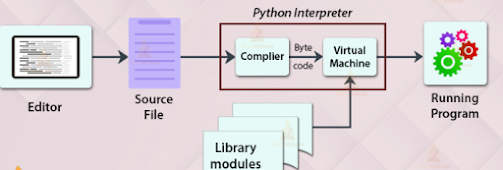 Python Interpreter
Editor
Source
File
Complier
Byte
code
Virtual
Machine
Running
Program
Library
modules